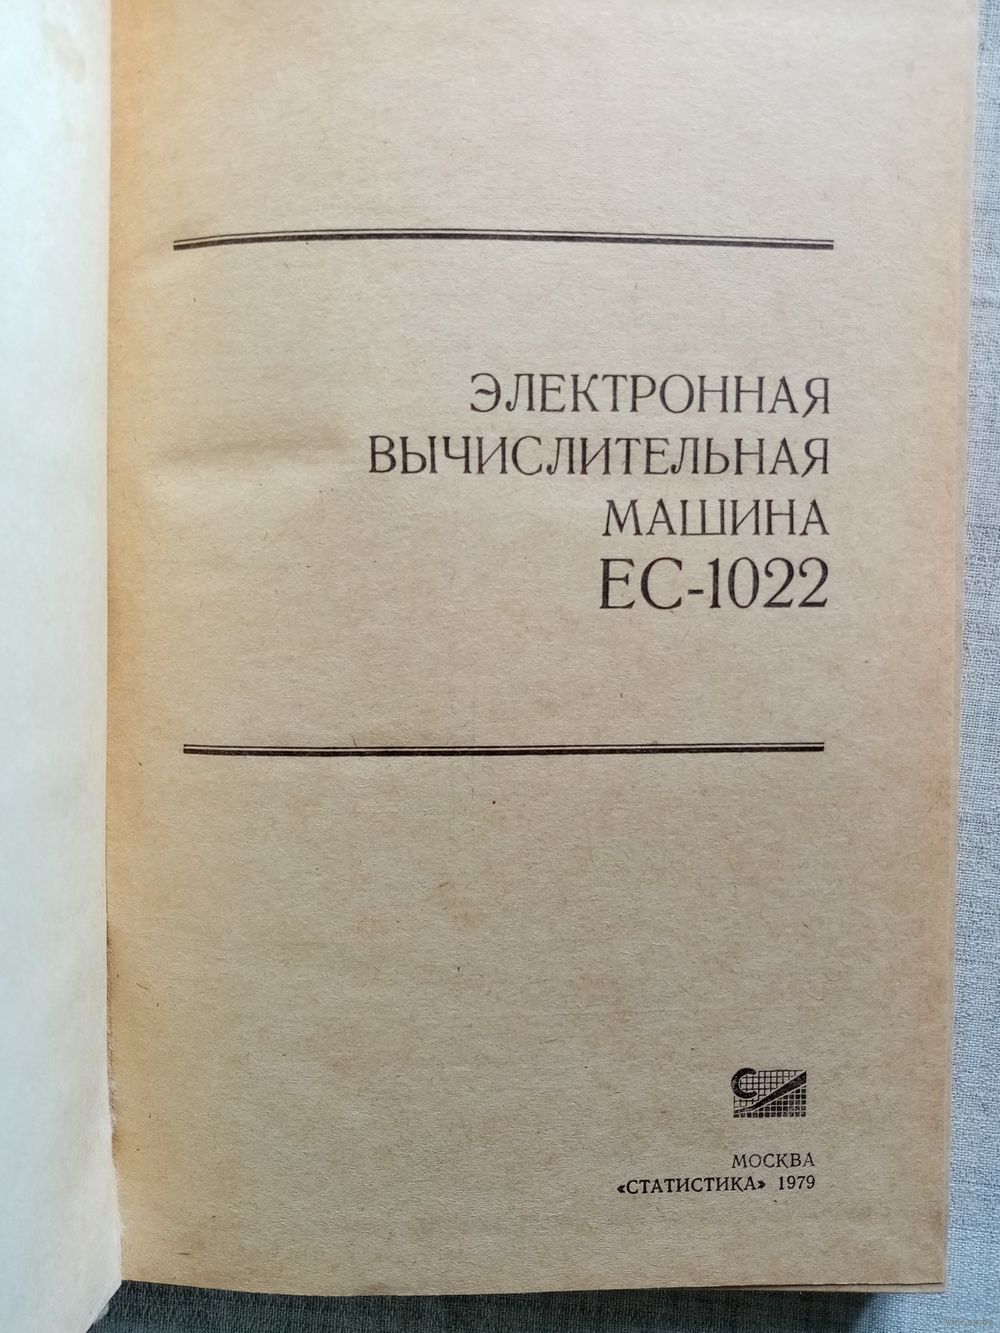 ЭЛЕКТРОННАЯ
ВЫЧИСЛИТЕЛЬНАЯ
МАШИНА
ЕС-1022
МОСКВА
«СТАТИСТИКА» 1979